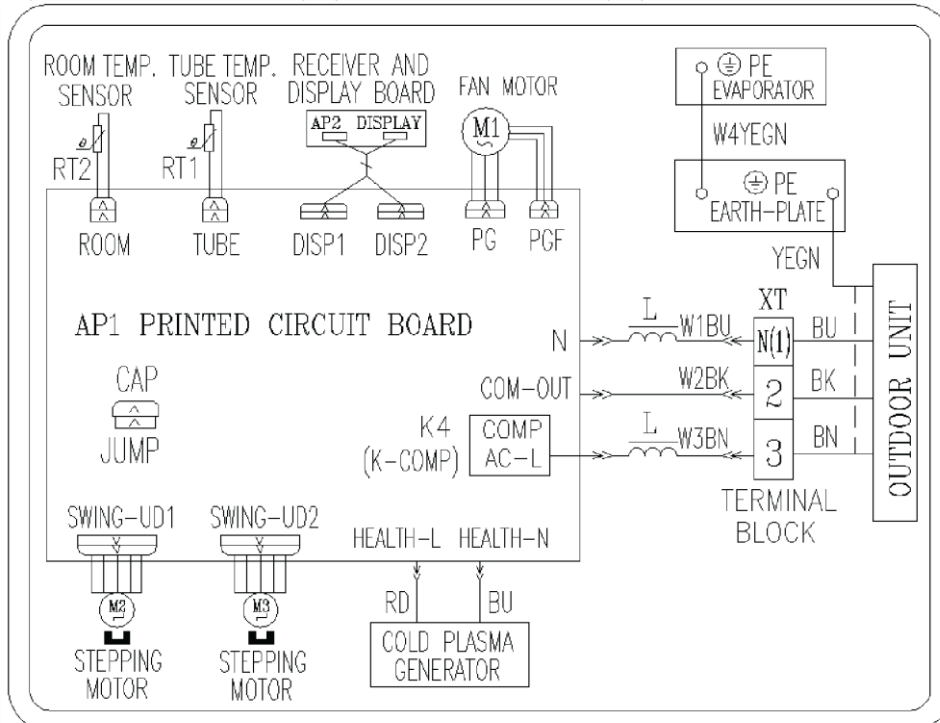 ROOM TEMP.
SENSOR
TUBE TEMP.
SENSOR
RECEIVER AND
DISPLAY BOARD
AP2 DISPLAY
FAN MOTOR
M1
RT2
RT1
ROOM
TUBE
DISP1
DISP2
PG
PGF
PE
EVAPORATOR
W4YEGN
PE
EARTH-PLATE
YEGN
AP1 PRINTED CIRCUIT BOARD
CAP
JUMP
N
L
W1BU
XT
N(1)
BU
COM-OUT
W2BK
2
BK
K4
(K-COMP)
COMP
AC-L
L
W3BN
3
BN
TERMINAL
BLOCK
OUTDOOR UNIT
SWING-UD1
SWING-UD2
HEALTH-L
HEALTH-N
M2
M3
STEPPING
MOTOR
STEPPING
MOTOR
RD
BU
COLD PLASMA
GENERATOR